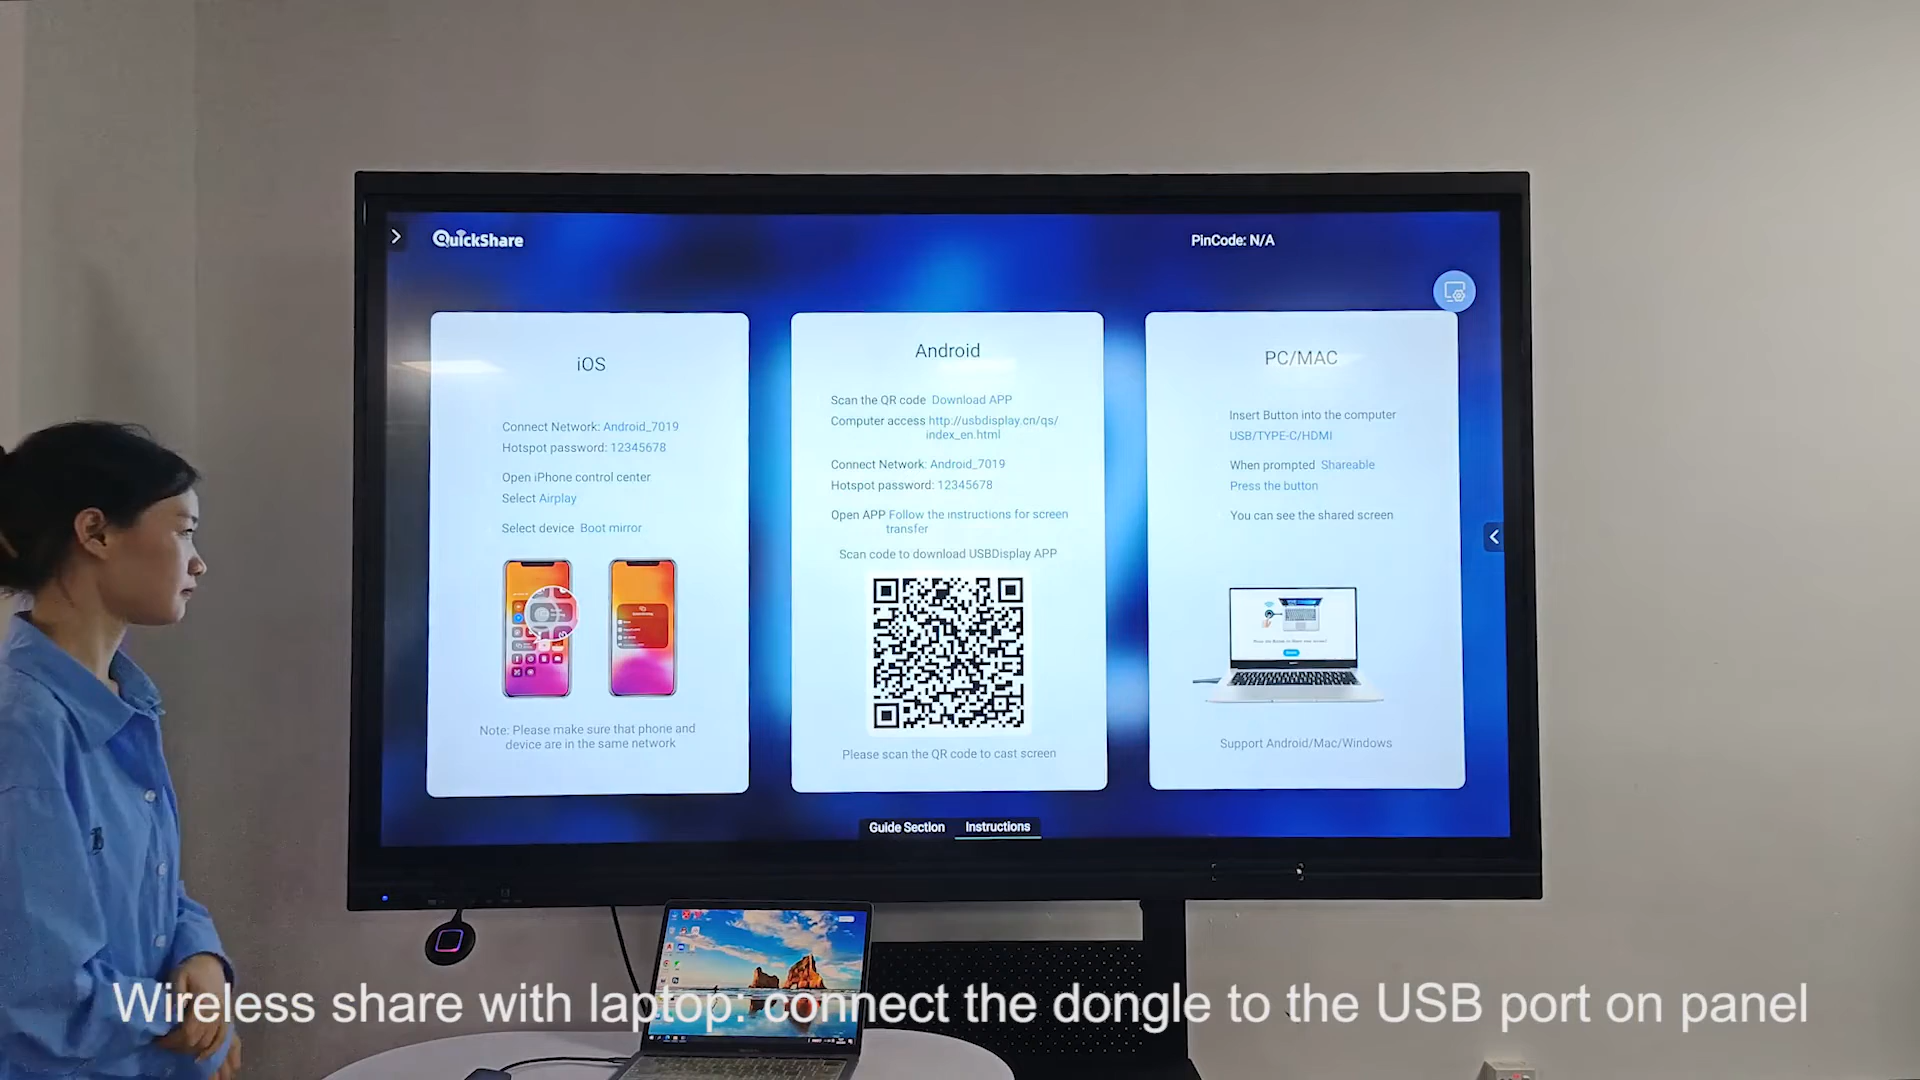 QuickShare
PinCode: N/A
iOS
Connect Network: Android_7019
Hotspot password: 12345678
Open iPhone control center
Select Airplay
Select device Boot mirror
Note: Please make sure that phone and
device are in the same network
Android
Scan the QR code Download APP
Computer access http://usbdisplay.cn/qs/
index_en.html
Connect Network: Android_7019
Hotspot password: 12345678
Open APP Follow the instructions for screen
transfer
Scan code to download USBDisplay APP
Please scan the QR code to cast screen
PC/MAC
Insert Button into the computer
USB/TYPE-C/HDMI
When prompted Shareable
Press the button
You can see the shared screen
Support Android/Mac/Windows
Guide Section
Instructions
Wireless share with laptop: connect the dongle to the USB port on panel